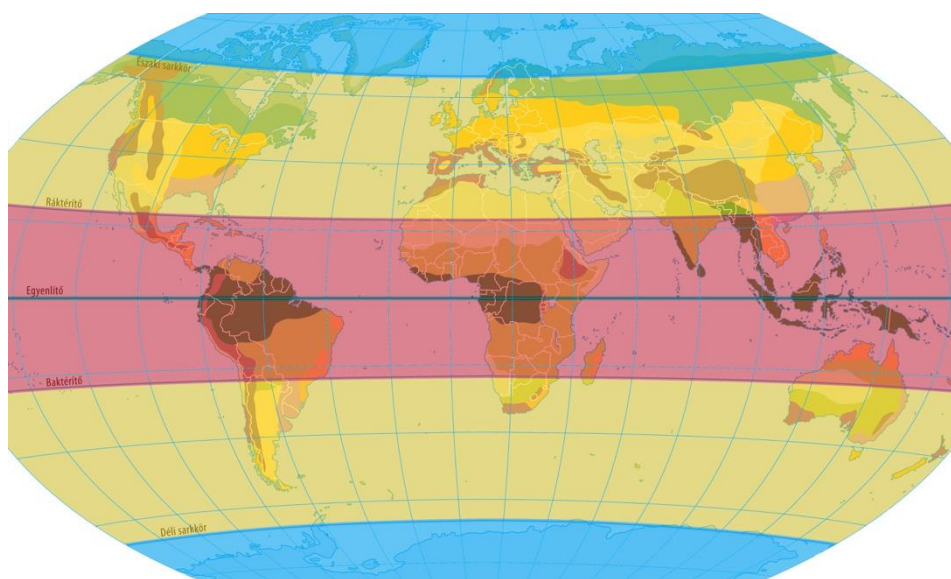 Északi sarkkör
Ráktérítő
Egyenlítő
Baktérítő
Déli sarkkör